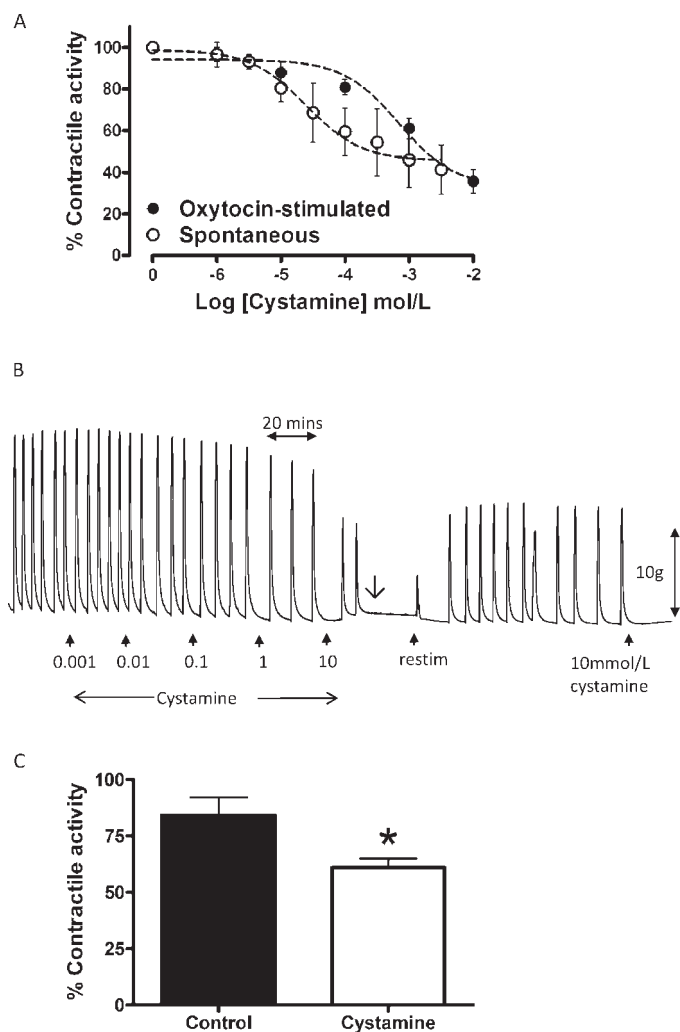 A
% Contractile activity
100
80
60
40
20
0
Oxytocin-stimulated
Spontaneous
0 -6 -5 -4 -3 -2
Log [Cystamine] mol/L
B
20 mins
10g
0.001 0.01 0.1 1 10 restim 10mmol/L
cystamine
Cystamine
C
% Contractile activity
100
75
50
25
0
*
Control Cystamine